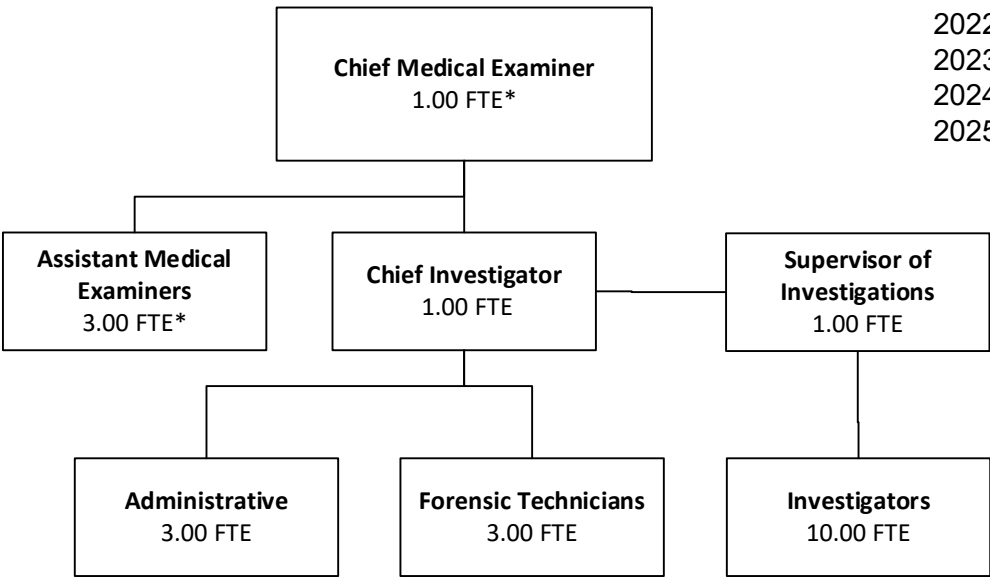 2022
2023
2024
2025
Chief Medical Examiner
1.00 FTE*
Assistant Medical
Examiners
3.00 FTE*
Chief Investigator
1.00 FTE
Supervisor of
Investigations
1.00 FTE
Administrative
3.00 FTE
Forensic Technicians
3.00 FTE
Investigators
10.00 FTE